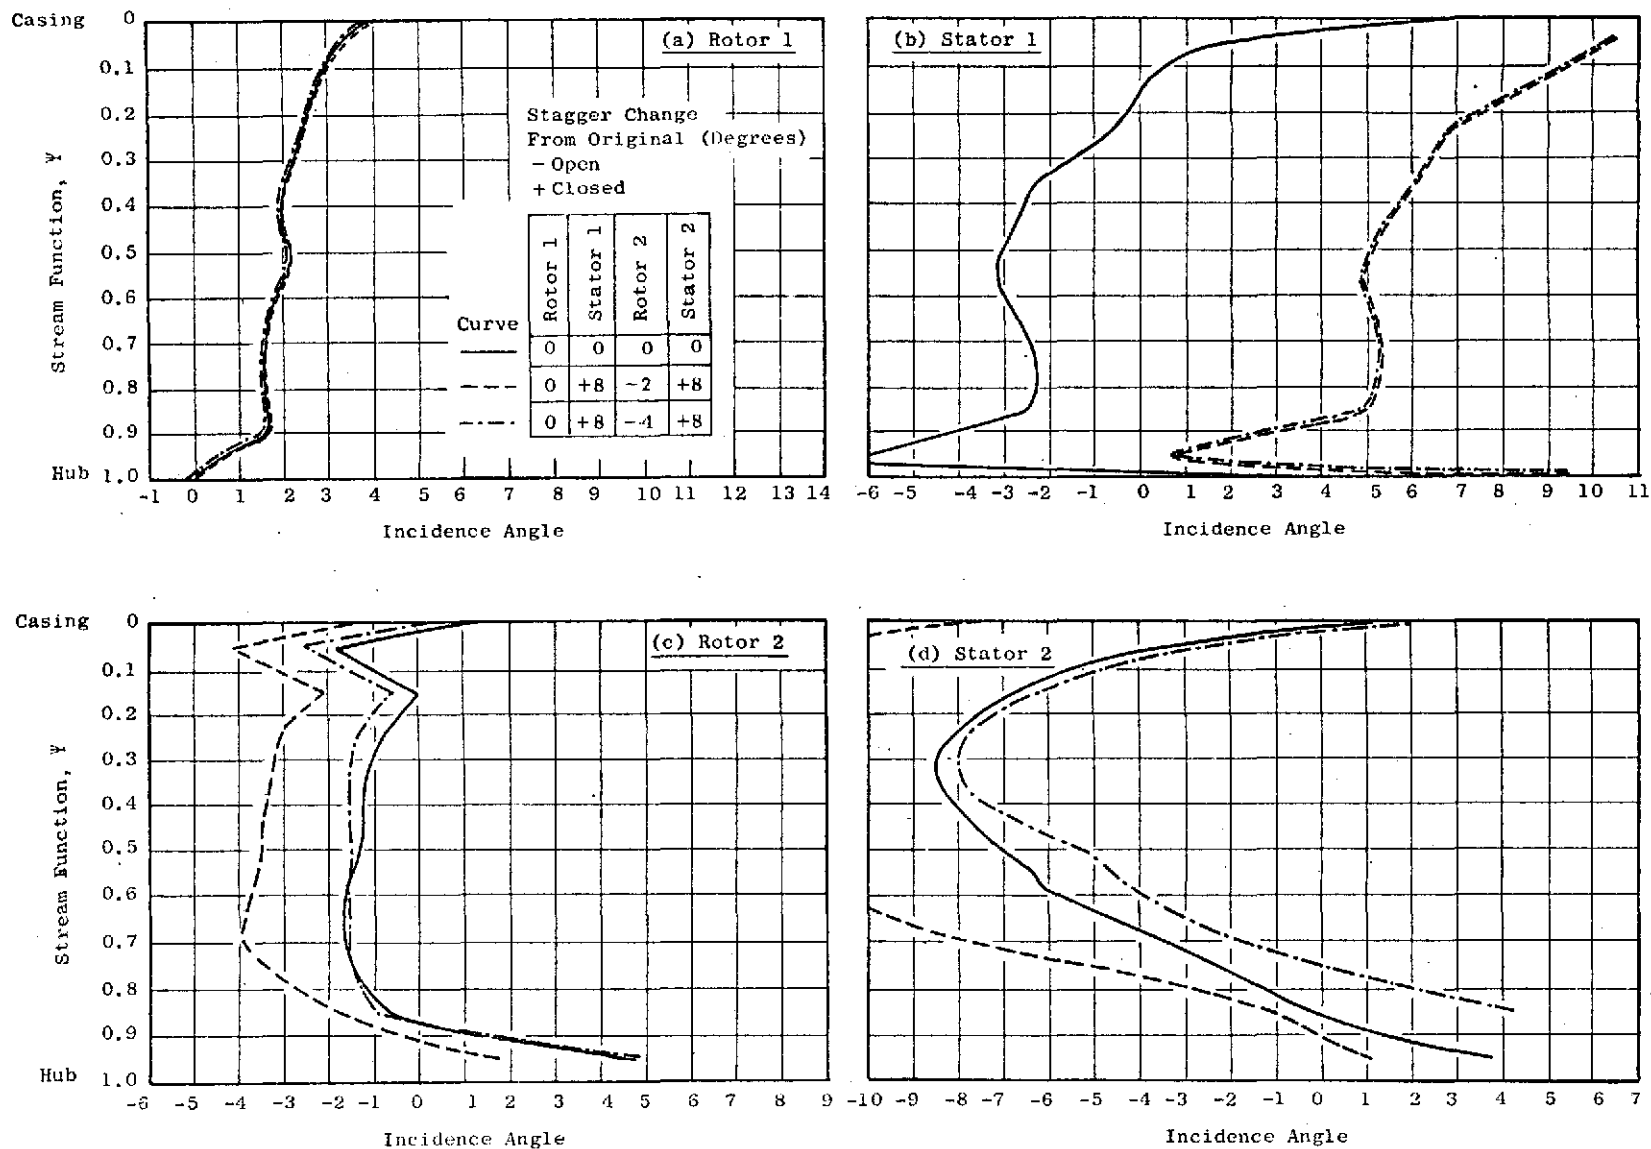 Casing
0
0.1
0.2
0.3
0.4
0.5
0.6
0.7
0.8
0.9
Hub 1.0
Stream Function, Ψ
(a) Rotor 1
Stagger Change
From Original (Degrees)
- Open
+ Closed
Curve Rotor 1 Stator 1 Rotor 2 Stator 2
0 0 0 0
0 +8 -2 +8
0 +8 -4 +8
-1 0 1 2 3 4 5 6 7 8 9 10 11 12 13 14
Incidence Angle
(b) Stator 1
-6 -5 -4 -3 -2 -1 0 1 2 3 4 5 6 7 8 9 10 11
Incidence Angle
Casing 0
0.1
0.2
0.3
0.4
0.5
0.6
0.7
0.8
0.9
Hub 1.0
Stream Function, Ψ
(c) Rotor 2
-6 -5 -4 -3 -2 -1 0 1 2 3 4 5 6 7 8 9
Incidence Angle
(d) Stator 2
-10 -9 -8 -7 -6 -5 -4 -3 -2 -1 0 1 2 3 4 5 6 7
Incidence Angle